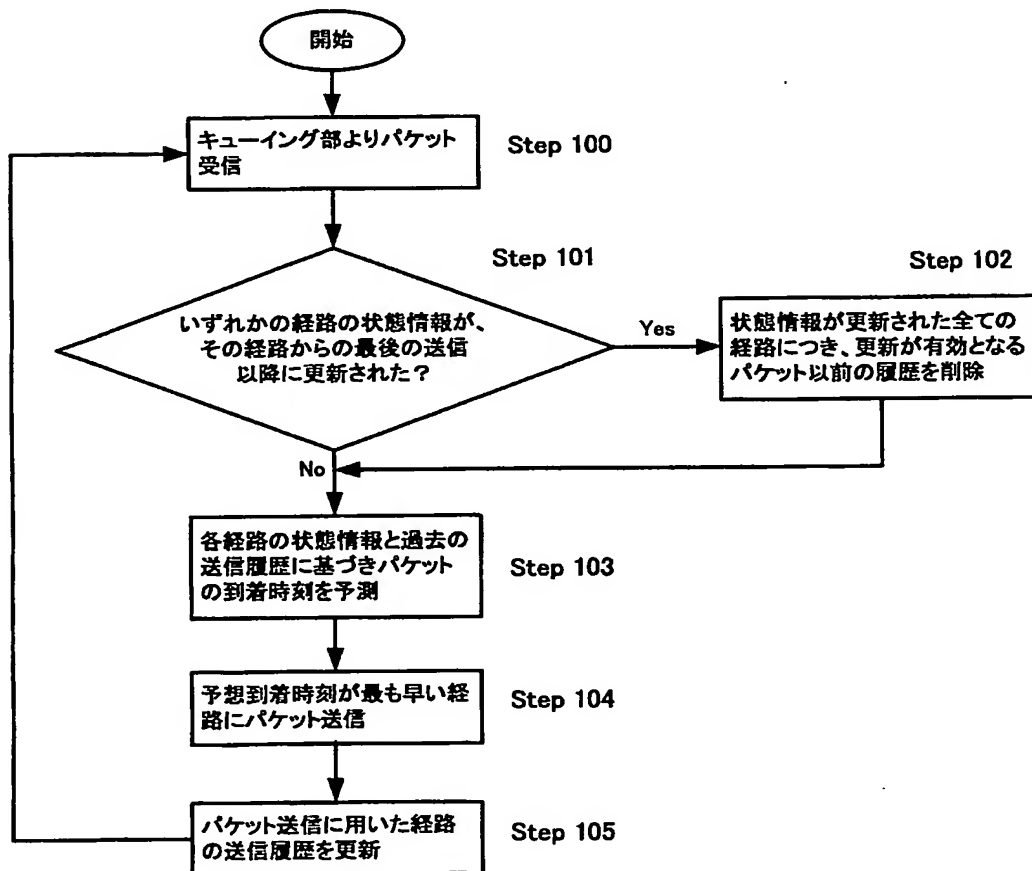 開始
キューイング部よりパケット
受信
Step 100
Step 101
いずれかの経路の状態情報が、
その経路からの最後の送信
以降に更新された？
Yes
Step 102
状態情報が更新された全ての
経路につき、更新が有効となる
パケット以前の履歴を削除
No
各経路の状態情報と過去の
送信履歴に基づきパケット
の到着時刻を予測
Step 103
予想到着時刻が最も早い経
路にパケット送信
Step 104
パケット送信に用いた経路
の送信履歴を更新
Step 105